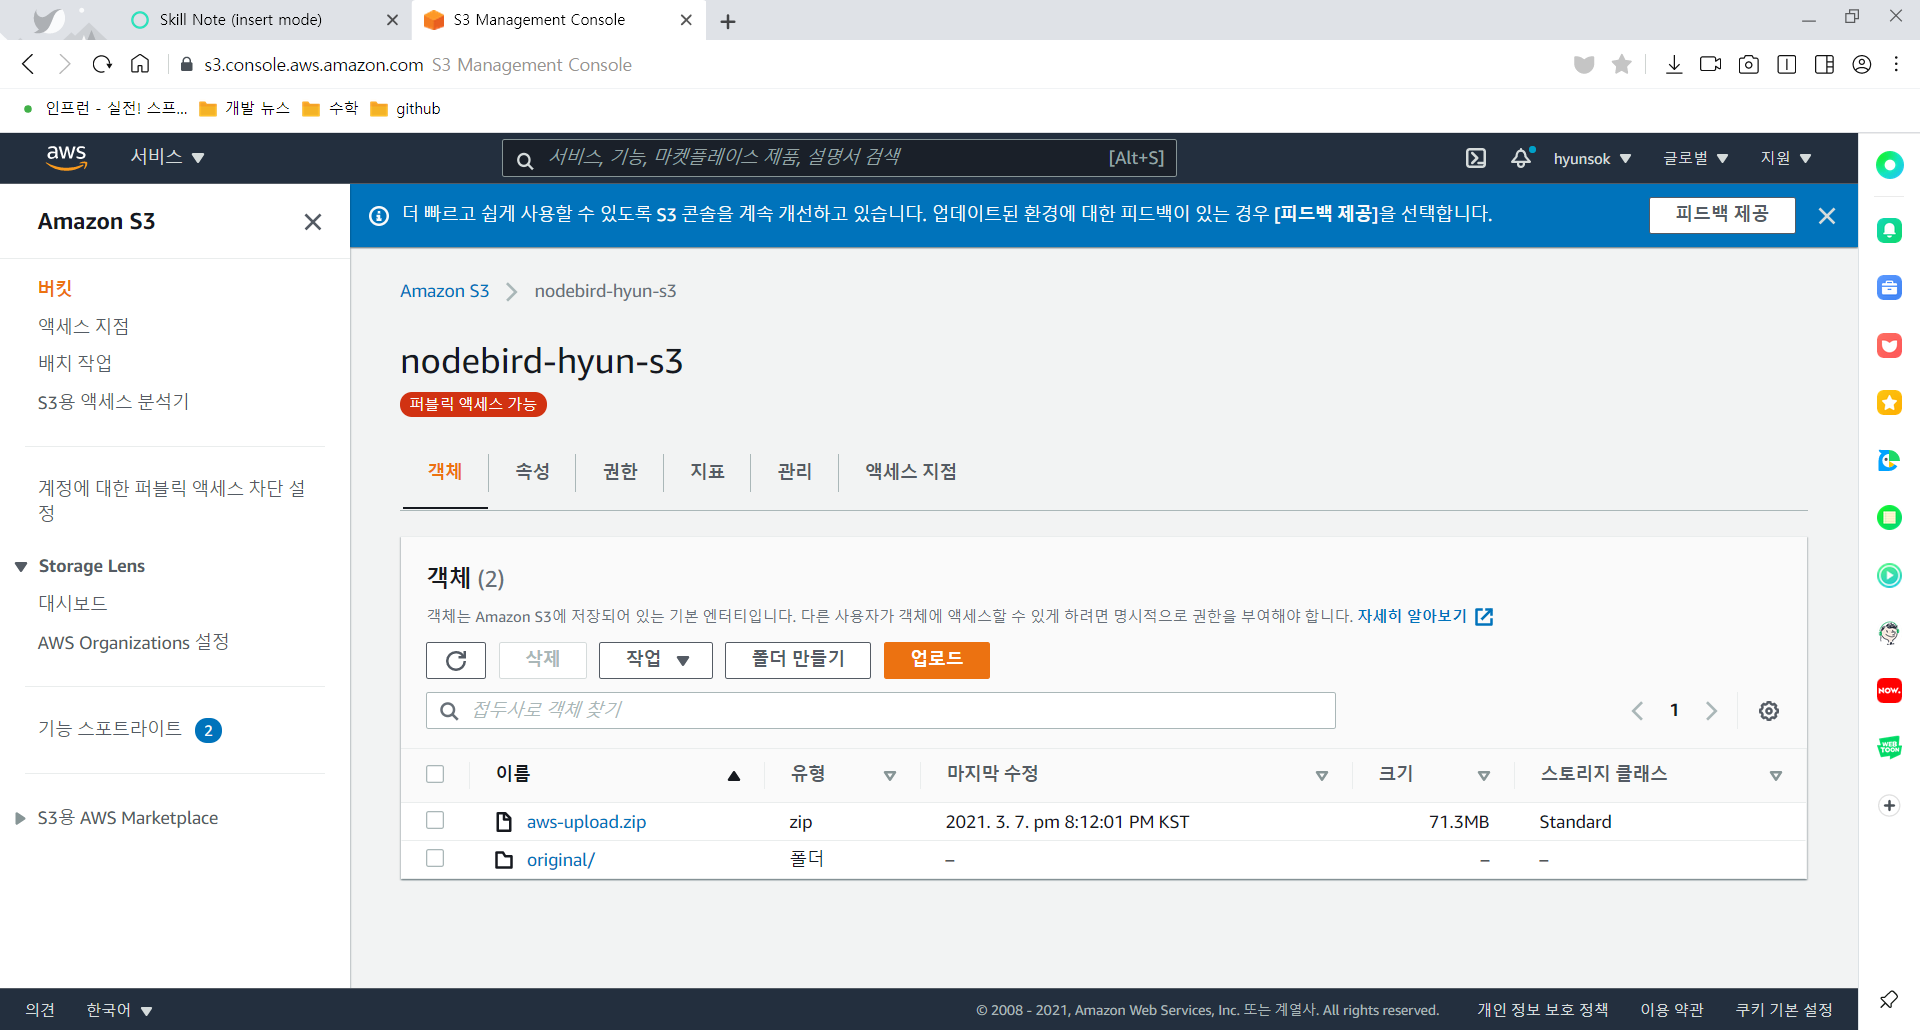 Skill Note (insert mode)
S3 Management Console
s3.console.aws.amazon.com S3 Management Console
인프런 - 실전! 스프...
개발 뉴스
수학
github
aws
서비스
서비스, 기능, 마켓플레이스 제품, 설명서 검색
[Alt+S]
hyunsok
글로벌
지원
Amazon S3
버킷
액세스 지점
배치 작업
S3용 액세스 분석기
계정에 대한 퍼블릭 액세스 차단 설
정
Storage Lens
대시보드
AWS Organizations 설정
기능 스포트라이트 2
S3용 AWS Marketplace
더 빠르고 쉽게 사용할 수 있도록 S3 콘솔을 계속 개선하고 있습니다. 업데이트된 환경에 대한 피드백이 있는 경우 [피드백 제공]을 선택합니다.
피드백 제공
Amazon S3
nodebird-hyun-s3
nodebird-hyun-s3
퍼블릭 액세스 가능
객체
속성
권한
지표
관리
액세스 지점
객체 (2)
객체는 Amazon S3에 저장되어 있는 기본 엔터티입니다. 다른 사용자가 객체에 액세스할 수 있게 하려면 명시적으로 권한을 부여해야 합니다. 자세히 알아보기
삭제
작업
폴더 만들기
업로드
접두사로 객체 찾기
1
이름
유형
마지막 수정
크기
스토리지 클래스
aws-upload.zip
zip
2021. 3. 7. pm 8:12:01 PM KST
71.3MB
Standard
original/
폴더
–
–
–
NOW.
WEB
TOON
의견
한국어
© 2008 - 2021, Amazon Web Services, Inc. 또는 계열사. All rights reserved.
개인 정보 보호 정책
이용 약관
쿠키 기본 설정